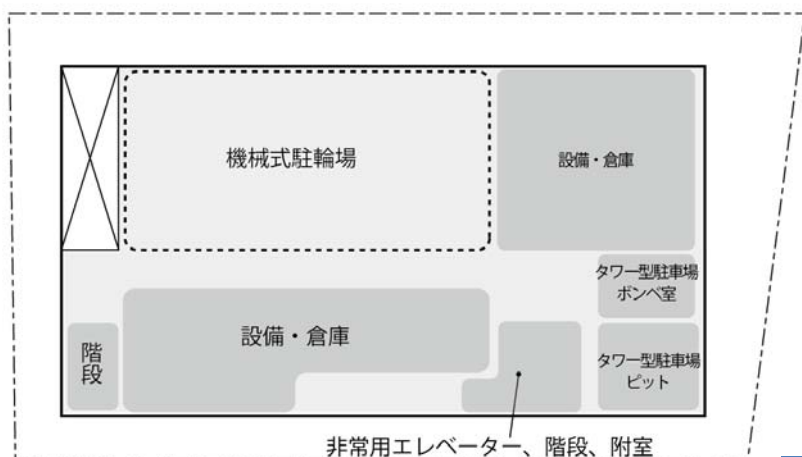 機械式駐輪場
設備・倉庫
タワー型駐車場
ボンベ室
設備・倉庫
階段
タワー型駐車場
ピット
非常用エレベーター、階段、附室